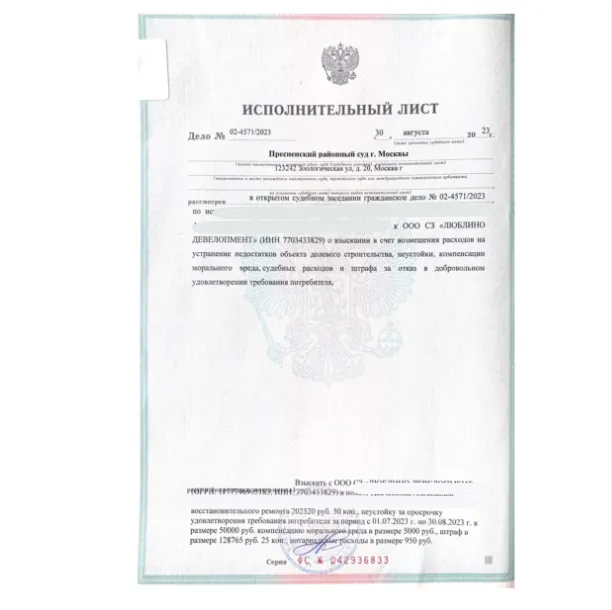 ИСПОЛНИТЕЛЬНЫЙ ЛИСТ
Дело № 02-4571/2023 30 августа 20 23 г.
Пресненский районный суд г. Москвы
123242 Зоологическая ул, д. 20, Москва г
рассмотрев в открытом судебном заседании гражданское дело № 02-4571/2023
по ис
к ООО СЗ «ЛЮБЛИНО
ДЕВЕЛОПМЕНТ» (ИНН 7703433829) о взыскании в счет возмещения расходов на
устранение недостатков объекта долевого строительства, неустойки, компенсации
морального вреда, судебных расходов и штрафа за отказ в добровольном
удовлетворении требования потребителя,
Взыскать с ООО СЗ
ИНН 7703433829)
восстановительного ремонта 202520 руб. 50 коп., неустойку за просрочку
удовлетворения требования потребителя за период с 01.07.2023 г. по 30.08.2023 г. в
размере 50000 руб. компенсацию морального вреда в размере 5000 руб., штраф в
размере 128765 руб. 25 коп., нотариальные расходы в размере 950 руб.
Серия ФС № 042936833